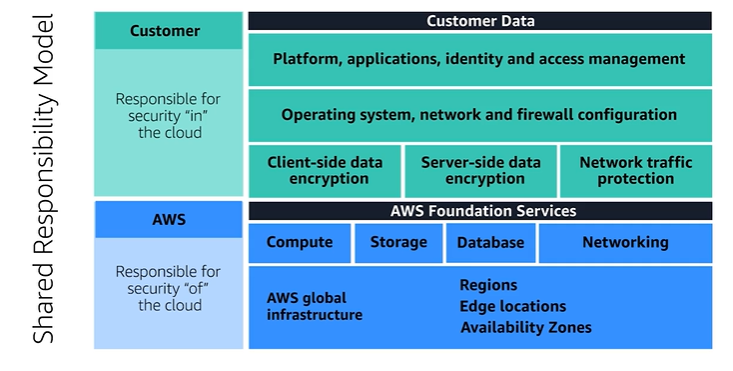 Shared Responsibility Model
Customer
Responsible for
security “in”
the cloud
Customer Data
Platform, applications, identity and access management
Operating system, network and firewall configuration
Client-side data
encryption
Server-side data
encryption
Network traffic
protection
AWS
Responsible for
security “of”
the cloud
AWS Foundation Services
Compute
Storage
Database
Networking
AWS global
infrastructure
Regions
Edge locations
Availability Zones